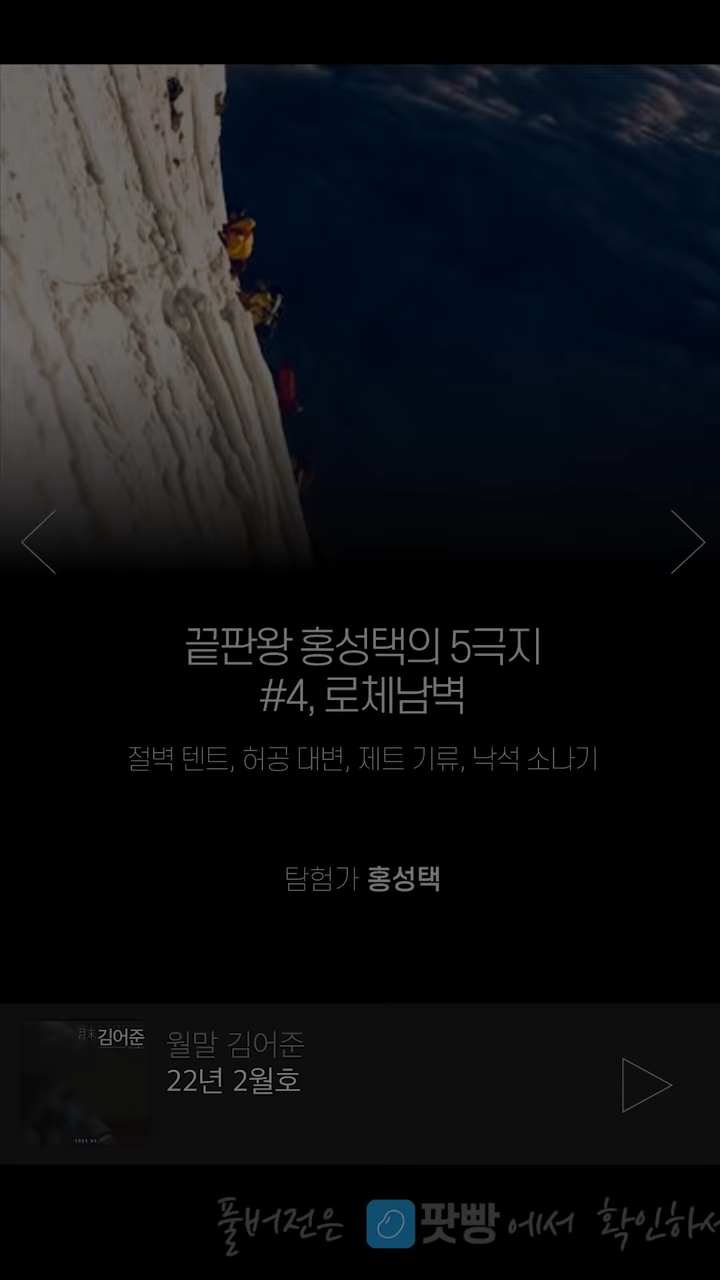 끝판왕 홍성택의 5극지
#4, 로체남벽
절벽 텐트, 허공 대변, 제트 기류, 낙석 소나기
탐험가 홍성택
月末 김어준
월말 김어준
22년 2월호
풀버전은 팟빵에서 확인하서